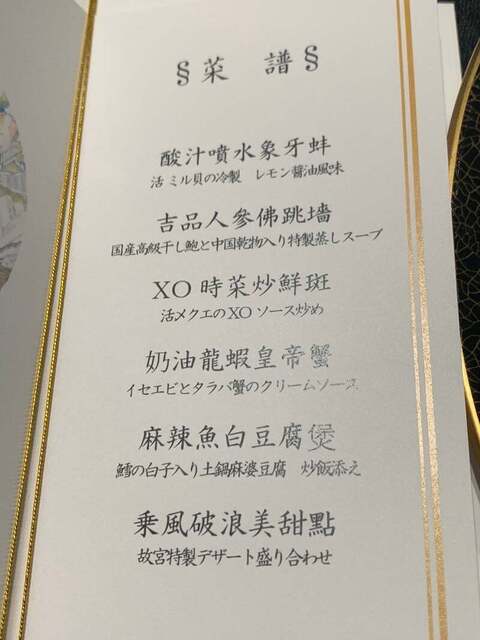 §菜 譜§
酸汁噴水象牙蚌
活ミル貝の冷製 レモン醬油風味
吉品人參佛跳墻
国産高級干し鮑と中国乾物入り特製蒸しスープ
XO時菜炒鮮斑
活メクエのXOソース炒め
奶油龍蝦皇帝蟹
イセエビとタラバ蟹のクリームソース
麻辣魚白豆腐煲
鱈の白子入り土鍋麻婆豆腐 炒飯添え
乗風破浪美甜點
故宮特製デザート盛り合わせ